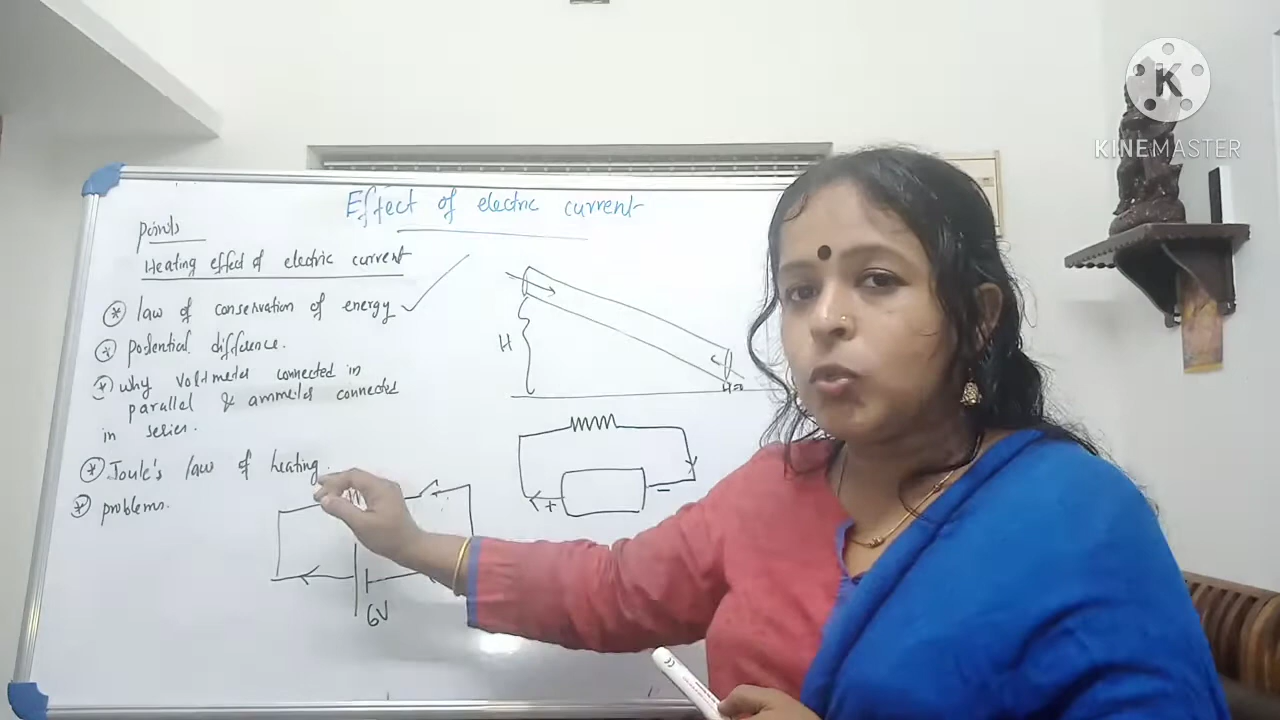 Effect of electric current
points
Heating effect of electric current
law of conservation of energy
potential difference.
why voltmeter connected in
parallel & ammeter connected
in series.
Joule's law of heating.
problems.
H
+
-
6V
K
KINEMASTER